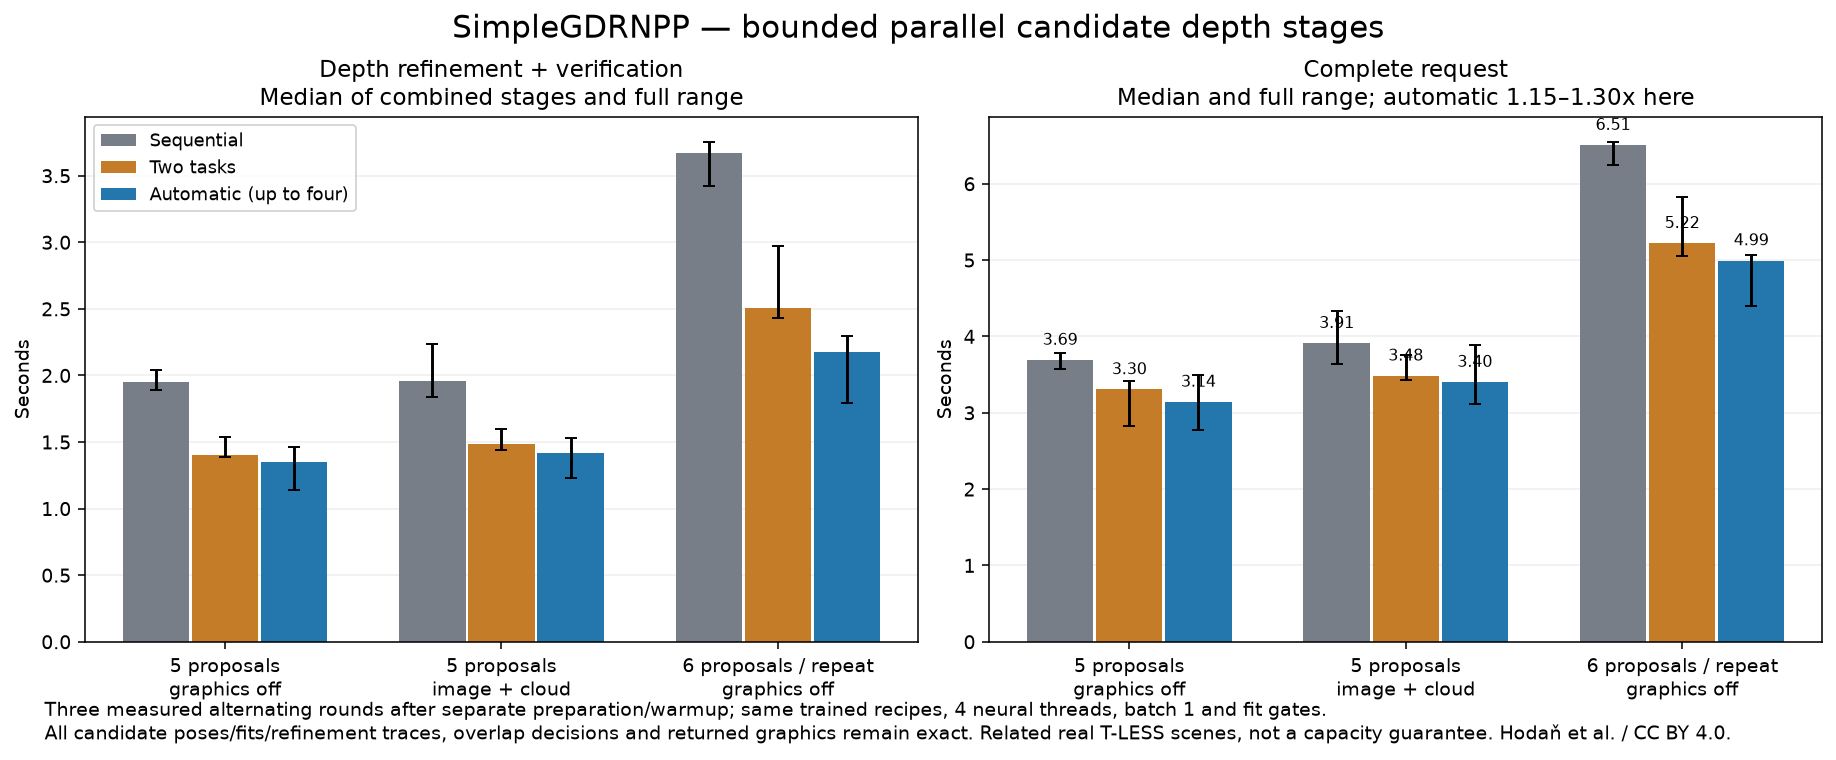 SimpleGDRNPP — bounded parallel candidate depth stages
Depth refinement + verification
Median of combined stages and full range
Sequential
Two tasks
Automatic (up to four)
Seconds
3.5
3.0
2.5
2.0
1.5
1.0
0.5
0.0
5 proposals
graphics off
5 proposals
image + cloud
6 proposals / repeat
graphics off
Complete request
Median and full range; automatic 1.15–1.30x here
Seconds
6
5
4
3
2
1
0
3.69
3.30
3.14
3.91
3.48
3.40
6.51
5.22
4.99
5 proposals
graphics off
5 proposals
image + cloud
6 proposals / repeat
graphics off
Three measured alternating rounds after separate preparation/warmup; same trained recipes, 4 neural threads, batch 1 and fit gates.
All candidate poses/fits/refinement traces, overlap decisions and returned graphics remain exact. Related real T-LESS scenes, not a capacity guarantee. Hodaň et al. / CC BY 4.0.